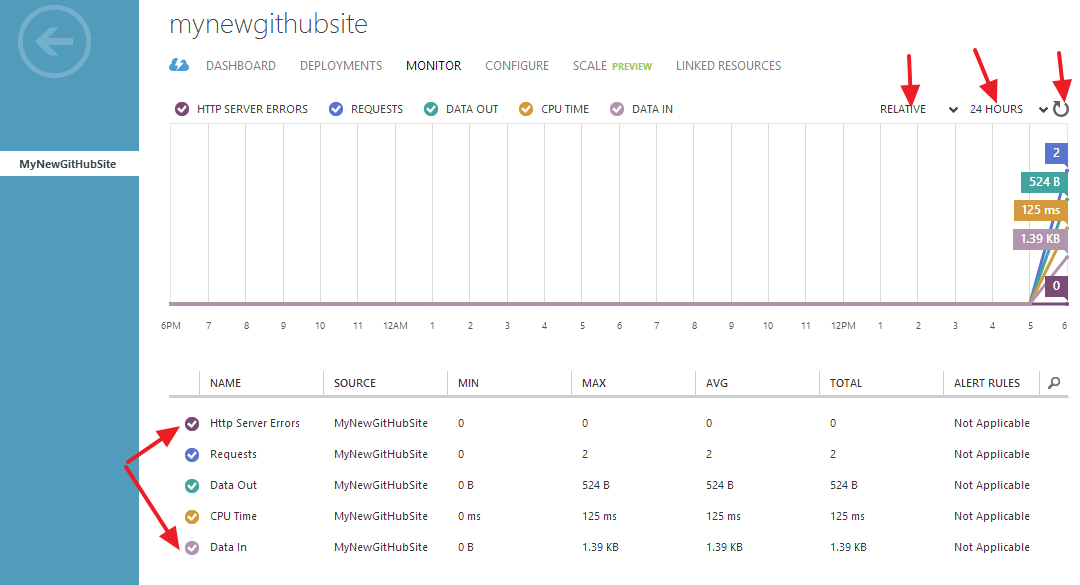 mynewgithubsite
DASHBOARD DEPLOYMENTS MONITOR CONFIGURE SCALE PREVIEW LINKED RESOURCES
HTTP SERVER ERRORS REQUESTS DATA OUT CPU TIME DATA IN RELATIVE 24 HOURS
MyNewGitHubSite
2
524 B
125 ms
1.39 KB
0
6PM 7 8 9 10 11 12AM 1 2 3 4 5 6 7 8 9 10 11 12PM 1 2 3 4 5 6
NAME SOURCE MIN MAX AVG TOTAL ALERT RULES
Http Server Errors MyNewGitHubSite 0 0 0 0 Not Applicable
Requests MyNewGitHubSite 0 2 2 2 Not Applicable
Data Out MyNewGitHubSite 0 B 524 B 524 B 524 B Not Applicable
CPU Time MyNewGitHubSite 0 ms 125 ms 125 ms 125 ms Not Applicable
Data In MyNewGitHubSite 0 B 1.39 KB 1.39 KB 1.39 KB Not Applicable